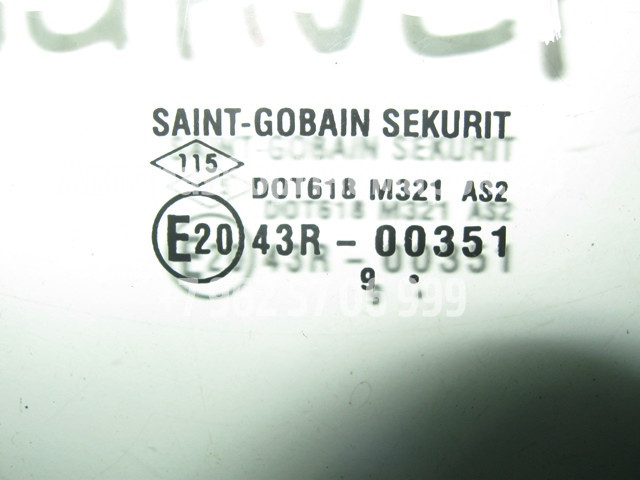 SAINT-GOBAIN SEKURIT
115
DOT618 M321 AS2
E20 43R - 00351
9 .